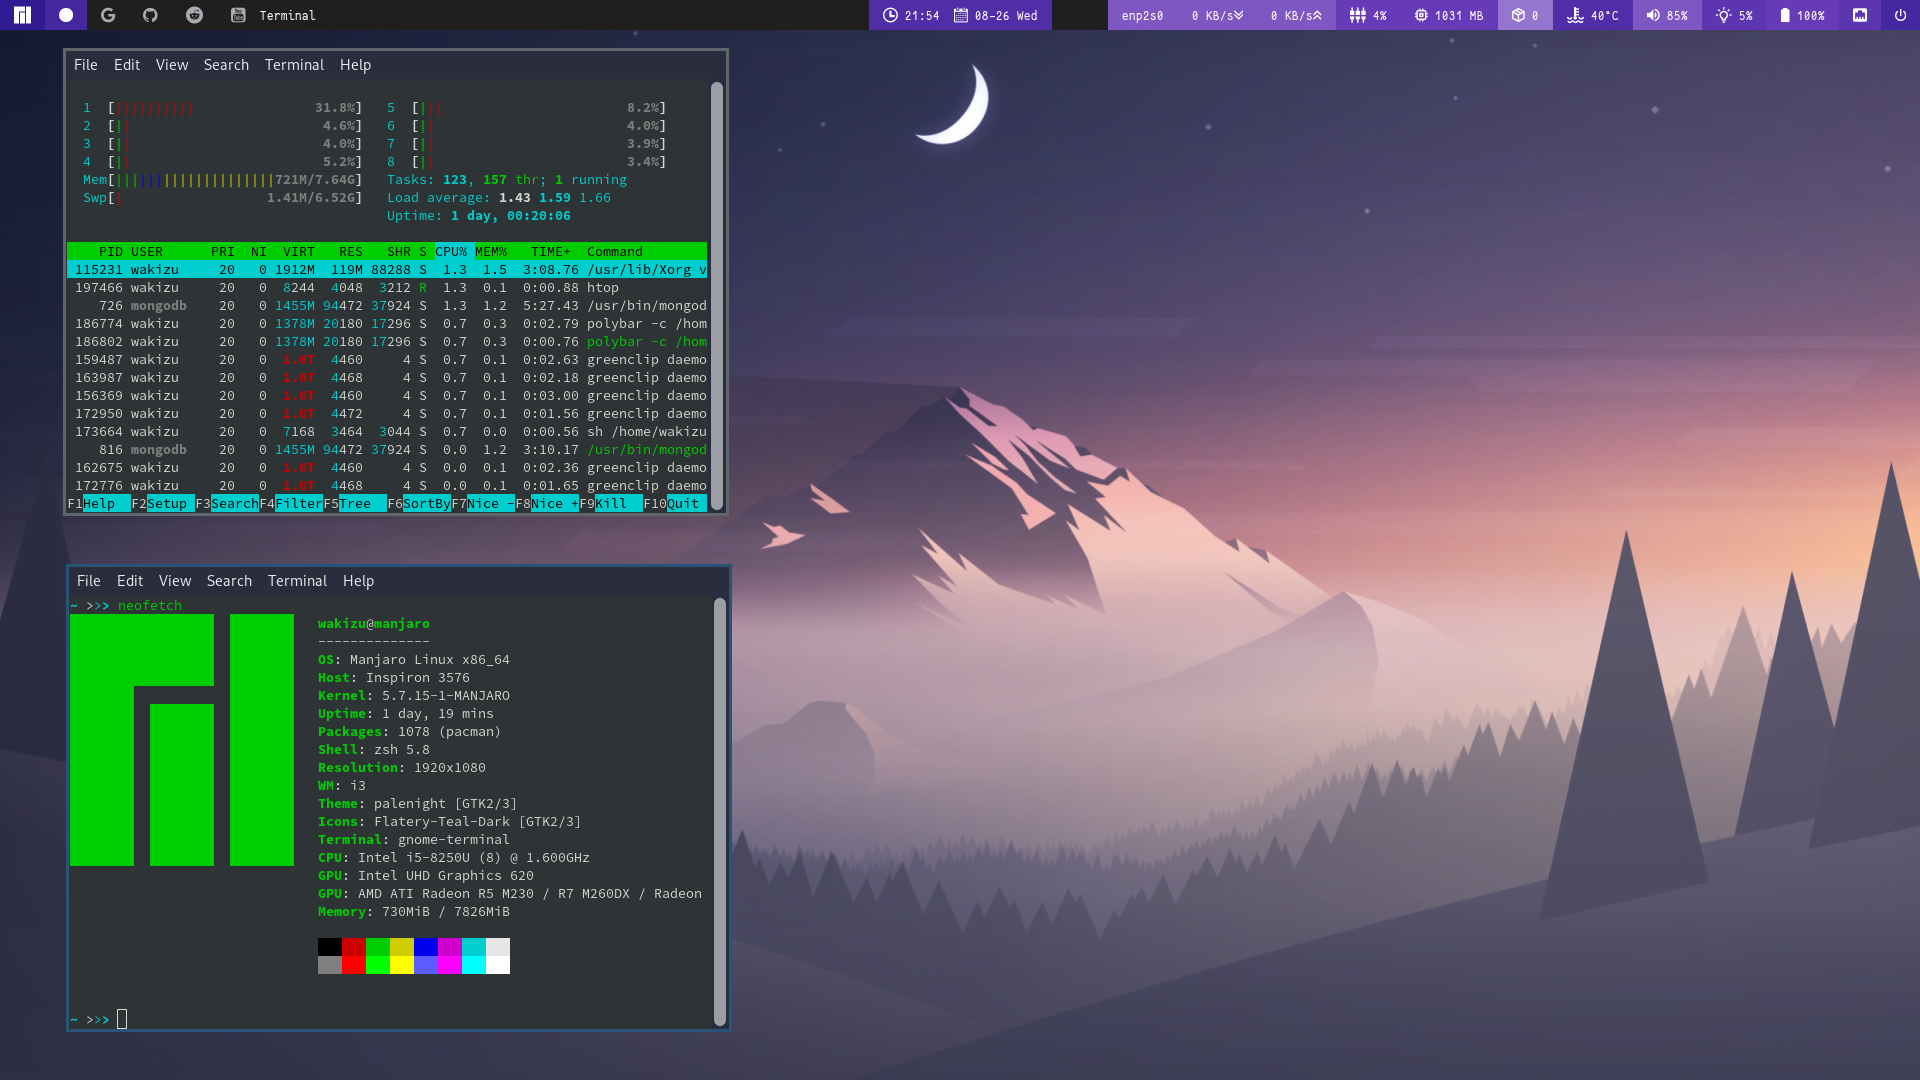 Terminal
21:54 08-26 Wed
enp2s0 0 KB/s 0 KB/s 4% 1031 MB 0 40°C 85% 5% 100%
File Edit View Search Terminal Help
1 [|||||||||| 31.8%] 5 [||| 8.2%]
2 [|| 4.6%] 6 [|| 4.0%]
3 [|| 4.0%] 7 [|| 3.9%]
4 [|| 5.2%] 8 [|| 3.4%]
Mem[||||||||||||||||||||721M/7.64G] Tasks: 123, 157 thr; 1 running
Swp[| 1.41M/6.52G] Load average: 1.43 1.59 1.66
Uptime: 1 day, 00:20:06
PID USER PRI NI VIRT RES SHR S CPU% MEM% TIME+ Command
115231 wakizu 20 0 1912M 119M 88288 S 1.3 1.5 3:08.76 /usr/lib/Xorg v
197466 wakizu 20 0 8244 4048 3212 R 1.3 0.1 0:00.88 htop
726 mongodb 20 0 1455M 94472 37924 S 1.3 1.2 5:27.43 /usr/bin/mongod
186774 wakizu 20 0 1378M 20180 17296 S 0.7 0.3 0:02.79 polybar -c /hom
186802 wakizu 20 0 1378M 20180 17296 S 0.7 0.3 0:00.76 polybar -c /hom
159487 wakizu 20 0 1.0T 4460 4 S 0.7 0.1 0:02.63 greenclip daemo
163987 wakizu 20 0 1.0T 4468 4 S 0.7 0.1 0:02.18 greenclip daemo
156369 wakizu 20 0 1.0T 4460 4 S 0.7 0.1 0:03.00 greenclip daemo
172950 wakizu 20 0 1.0T 4472 4 S 0.7 0.1 0:01.56 greenclip daemo
173664 wakizu 20 0 7168 3464 3044 S 0.7 0.0 0:00.56 sh /home/wakizu
816 mongodb 20 0 1455M 94472 37924 S 0.0 1.2 3:10.17 /usr/bin/mongod
162675 wakizu 20 0 1.0T 4460 4 S 0.0 0.1 0:02.36 greenclip daemo
172776 wakizu 20 0 1.0T 4468 4 S 0.0 0.1 0:01.65 greenclip daemo
F1Help F2Setup F3SearchF4FilterF5Tree F6SortByF7Nice -F8Nice +F9Kill F10Quit
File Edit View Search Terminal Help
~ >>> neofetch
wakizu@manjaro
--------------
OS: Manjaro Linux x86_64
Host: Inspiron 3576
Kernel: 5.7.15-1-MANJARO
Uptime: 1 day, 19 mins
Packages: 1078 (pacman)
Shell: zsh 5.8
Resolution: 1920x1080
WM: i3
Theme: palenight [GTK2/3]
Icons: Flatery-Teal-Dark [GTK2/3]
Terminal: gnome-terminal
CPU: Intel i5-8250U (8) @ 1.600GHz
GPU: Intel UHD Graphics 620
GPU: AMD ATI Radeon R5 M230 / R7 M260DX / Radeon
Memory: 730MiB / 7826MiB
~ >>>